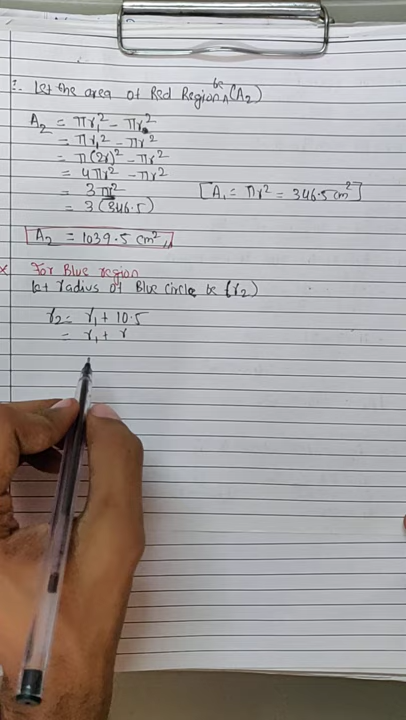 ∴ Let the area of Red Region be (A₂)
A₂ = πr₁² - πr²
= πr₁² - πr²
= π(2r)² - πr²
= 4πr² - πr²
= 3πr² [A₁ = πr² = 346.5 cm²]
= 3 (346.5)
A₂ = 1039.5 cm²,,
x For Blue region
let radius of Blue circle be (r₂)
r₂ = r₁ + 10.5
= r₁ + r